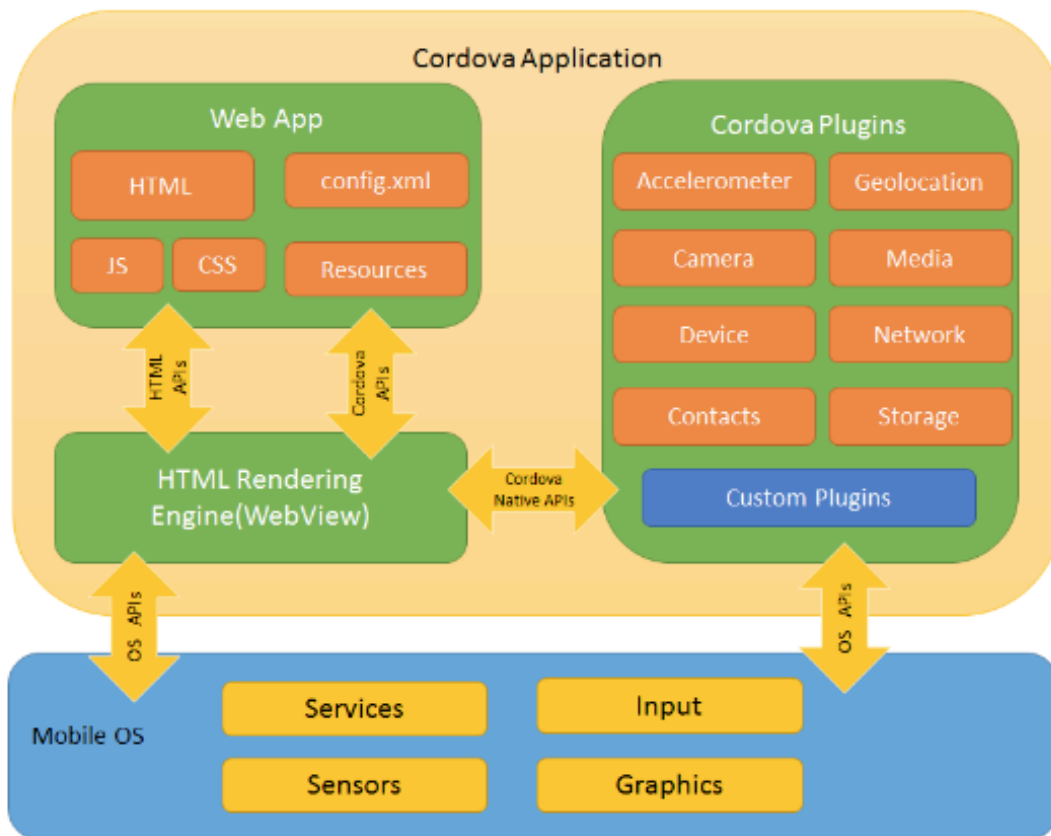 Cordova Application
Web App
HTML
config.xml
JS
CSS
Resources
HTML
APIs
Cordova
APIs
HTML Rendering
Engine(WebView)
Cordova
Native APIs
Cordova Plugins
Accelerometer
Geolocation
Camera
Media
Device
Network
Contacts
Storage
Custom Plugins
OS APIs
OS APIs
Mobile OS
Services
Input
Sensors
Graphics